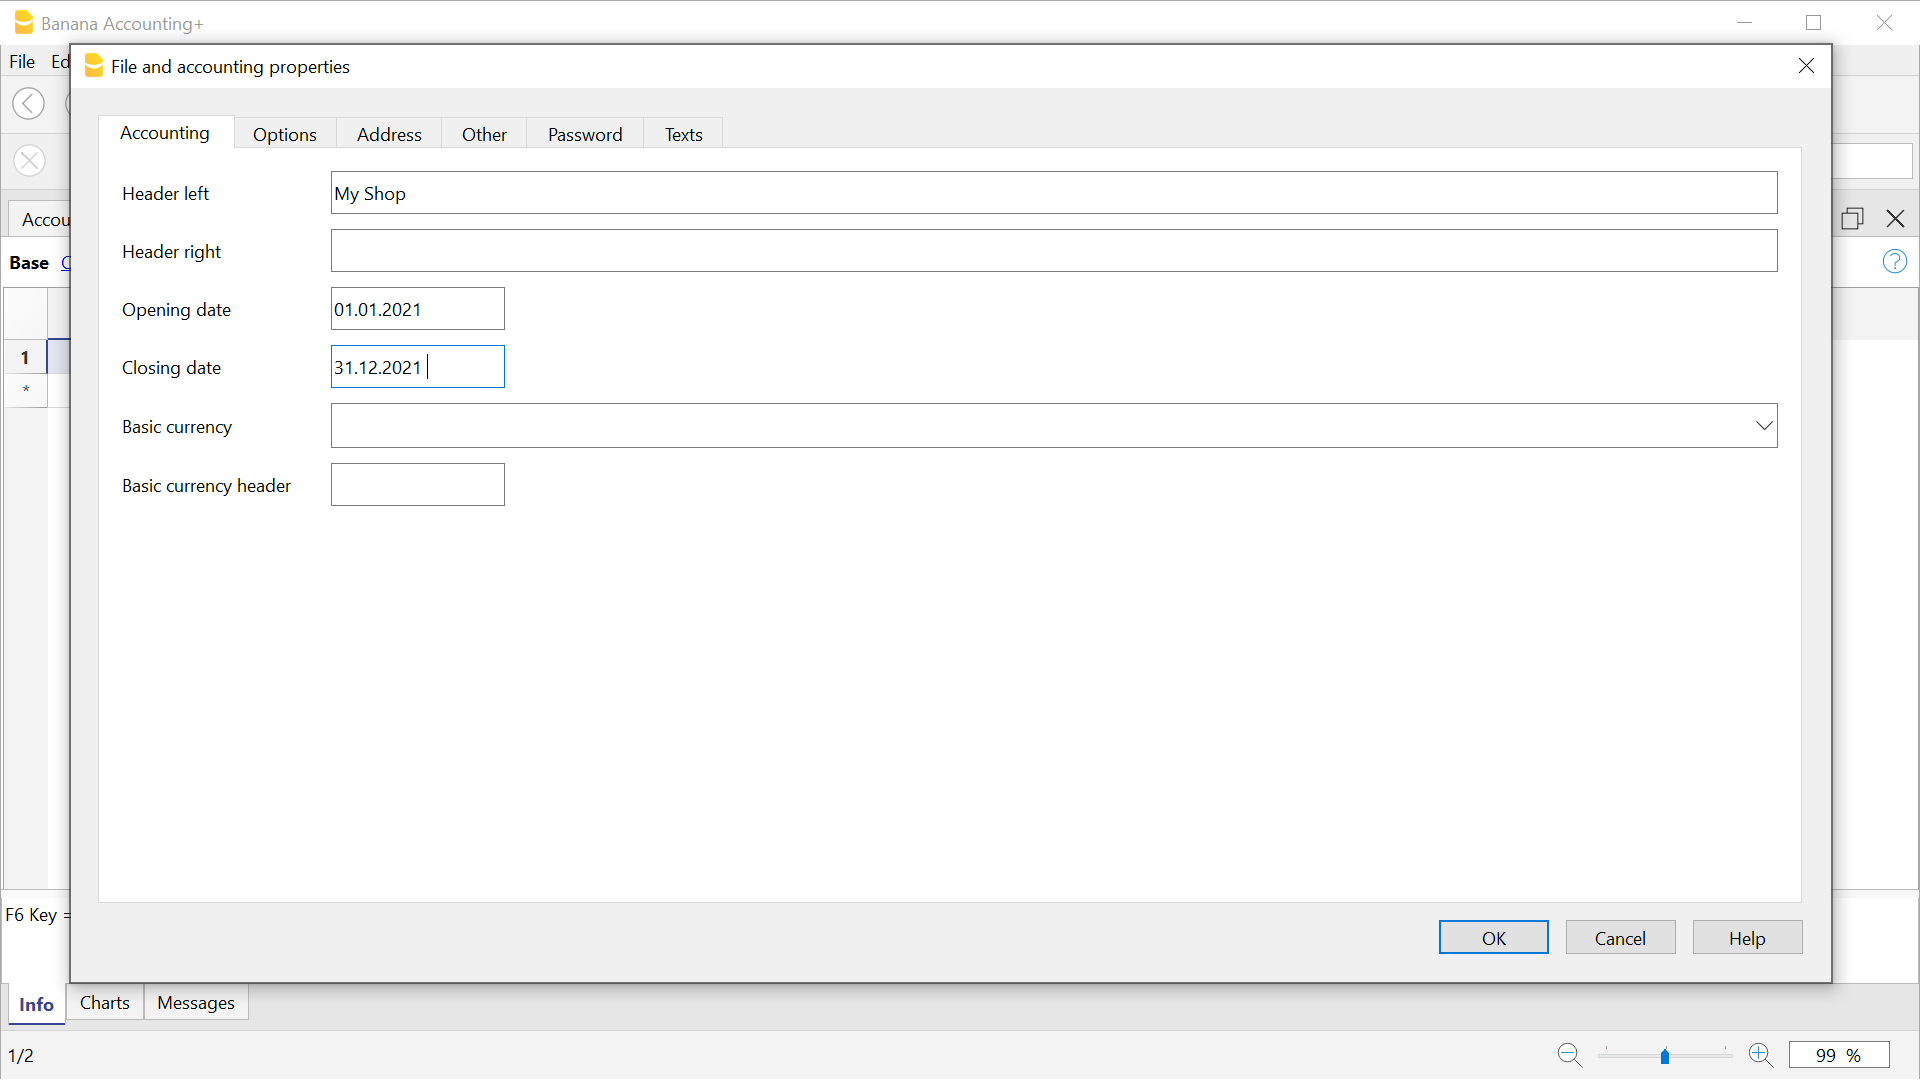 Banana Accounting+
File Ed
File and accounting properties
Accounting Options Address Other Password Texts
Header left My Shop
Header right
Accou
Base C
Opening date 01.01.2021
1
Closing date 31.12.2021
*
Basic currency
Basic currency header
F6 Key =
OK Cancel Help
Info Charts Messages
1/2
99 %